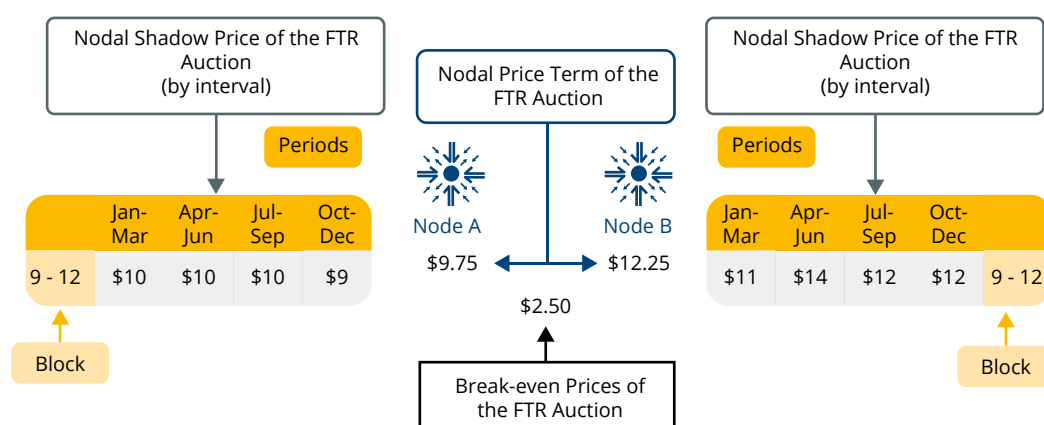 Nodal Shadow Price of the FTR
Auction
(by interval)
Periods
Jan-
Mar
Apr-
Jun
Jul-
Sep
Oct-
Dec
9 - 12
$10
$10
$10
$9
Block
Nodal Price Term of the
FTR Auction
Node A
Node B
$9.75
$12.25
$2.50
Break-even Prices of
the FTR Auction
Nodal Shadow Price of the FTR
Auction
(by interval)
Periods
Jan-
Mar
Apr-
Jun
Jul-
Sep
Oct-
Dec
$11
$14
$12
$12
9 - 12
Block